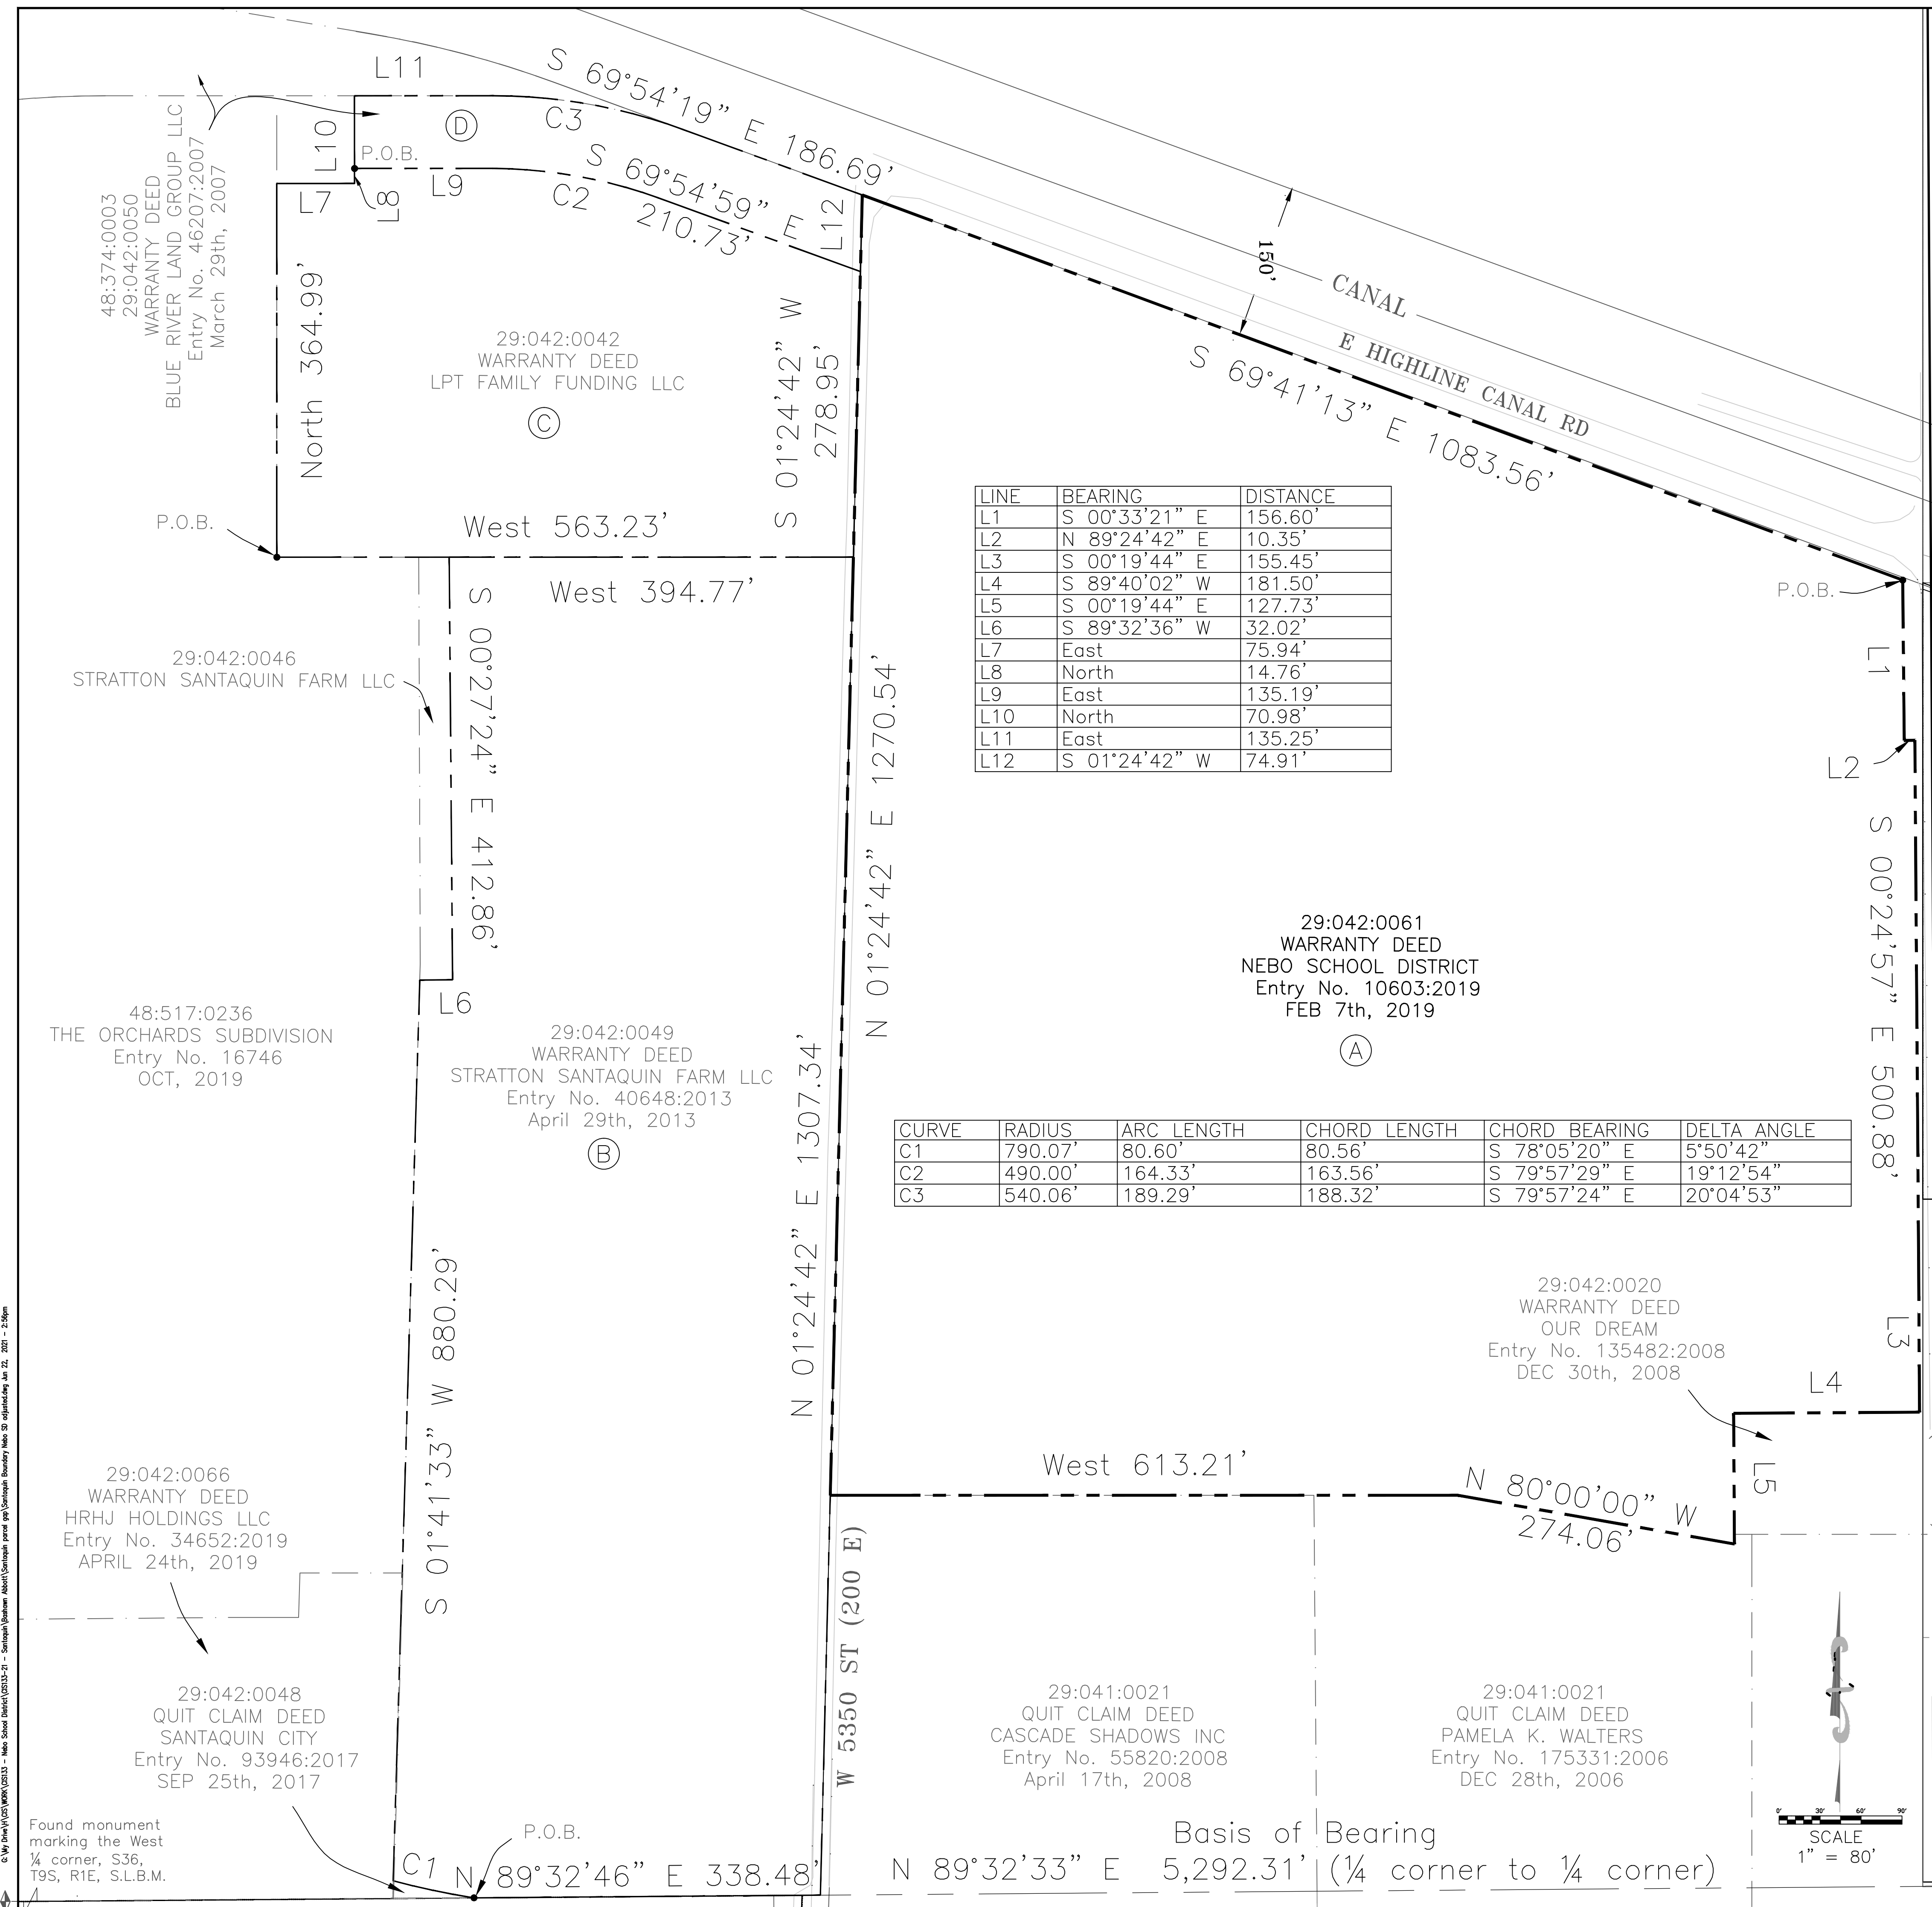 L11
S 69°54'19" E 186.69'
L10
D
C3
P.O.B.
L7
L8
L9
C2
S 69°54'59" E
210.73'
L12
48:374:0003
29:042:0050
WARRANTY DEED
BLUE RIVER LAND GROUP LLC
Entry No. 46207:2007
March 29th, 2007
North 364.99'
29:042:0042
WARRANTY DEED
LPT FAMILY FUNDING LLC
C
S 01°24'42" W
278.95'
150'
CANAL
E HIGHLINE CANAL RD
S 69°41'13" E 1083.56'
P.O.B.
West 563.23'
West 394.77'
LINE BEARING DISTANCE
L1 S 00°33'21" E 156.60'
L2 N 89°24'42" E 10.35'
L3 S 00°19'44" E 155.45'
L4 S 89°40'02" W 181.50'
L5 S 00°19'44" E 127.73'
L6 S 89°32'36" W 32.02'
L7 East 75.94'
L8 North 14.76'
L9 East 135.19'
L10 North 70.98'
L11 East 135.25'
L12 S 01°24'42" W 74.91'
P.O.B.
L1
L2
29:042:0046
STRATTON SANTAQUIN FARM LLC
S 00°27'24" E 412.86'
N 01°24'42" E 1270.54'
S 00°24'57" E 500.88'
29:042:0061
WARRANTY DEED
NEBO SCHOOL DISTRICT
Entry No. 10603:2019
FEB 7th, 2019
A
L6
48:517:0236
THE ORCHARDS SUBDIVISION
Entry No. 16746
OCT, 2019
29:042:0049
WARRANTY DEED
STRATTON SANTAQUIN FARM LLC
Entry No. 40648:2013
April 29th, 2013
B
N 01°24'42" E 1307.34'
CURVE RADIUS ARC LENGTH CHORD LENGTH CHORD BEARING DELTA ANGLE
C1 790.07' 80.60' 80.56' S 78°05'20" E 5°50'42"
C2 490.00' 164.33' 163.56' S 79°57'29" E 19°12'54"
C3 540.06' 189.29' 188.32' S 79°57'24" E 20°04'53"
S 01°41'33" W 880.29'
29:042:0020
WARRANTY DEED
OUR DREAM
Entry No. 135482:2008
DEC 30th, 2008
L3
L4
L5
West 613.21'
N 80°00'00" W
274.06'
29:042:0066
WARRANTY DEED
HRHJ HOLDINGS LLC
Entry No. 34652:2019
APRIL 24th, 2019
W 5350 ST (200 E)
29:042:0048
QUIT CLAIM DEED
SANTAQUIN CITY
Entry No. 93946:2017
SEP 25th, 2017
29:041:0021
QUIT CLAIM DEED
CASCADE SHADOWS INC
Entry No. 55820:2008
April 17th, 2008
29:041:0021
QUIT CLAIM DEED
PAMELA K. WALTERS
Entry No. 175331:2006
DEC 28th, 2006
Found monument
marking the West
¼ corner, S36,
T9S, R1E, S.L.B.M.
P.O.B.
C1
N 89°32'46" E 338.48'
Basis of Bearing
N 89°32'33" E 5,292.31' (¼ corner to ¼ corner)
0' 30' 60' 90'
SCALE
1" = 80'